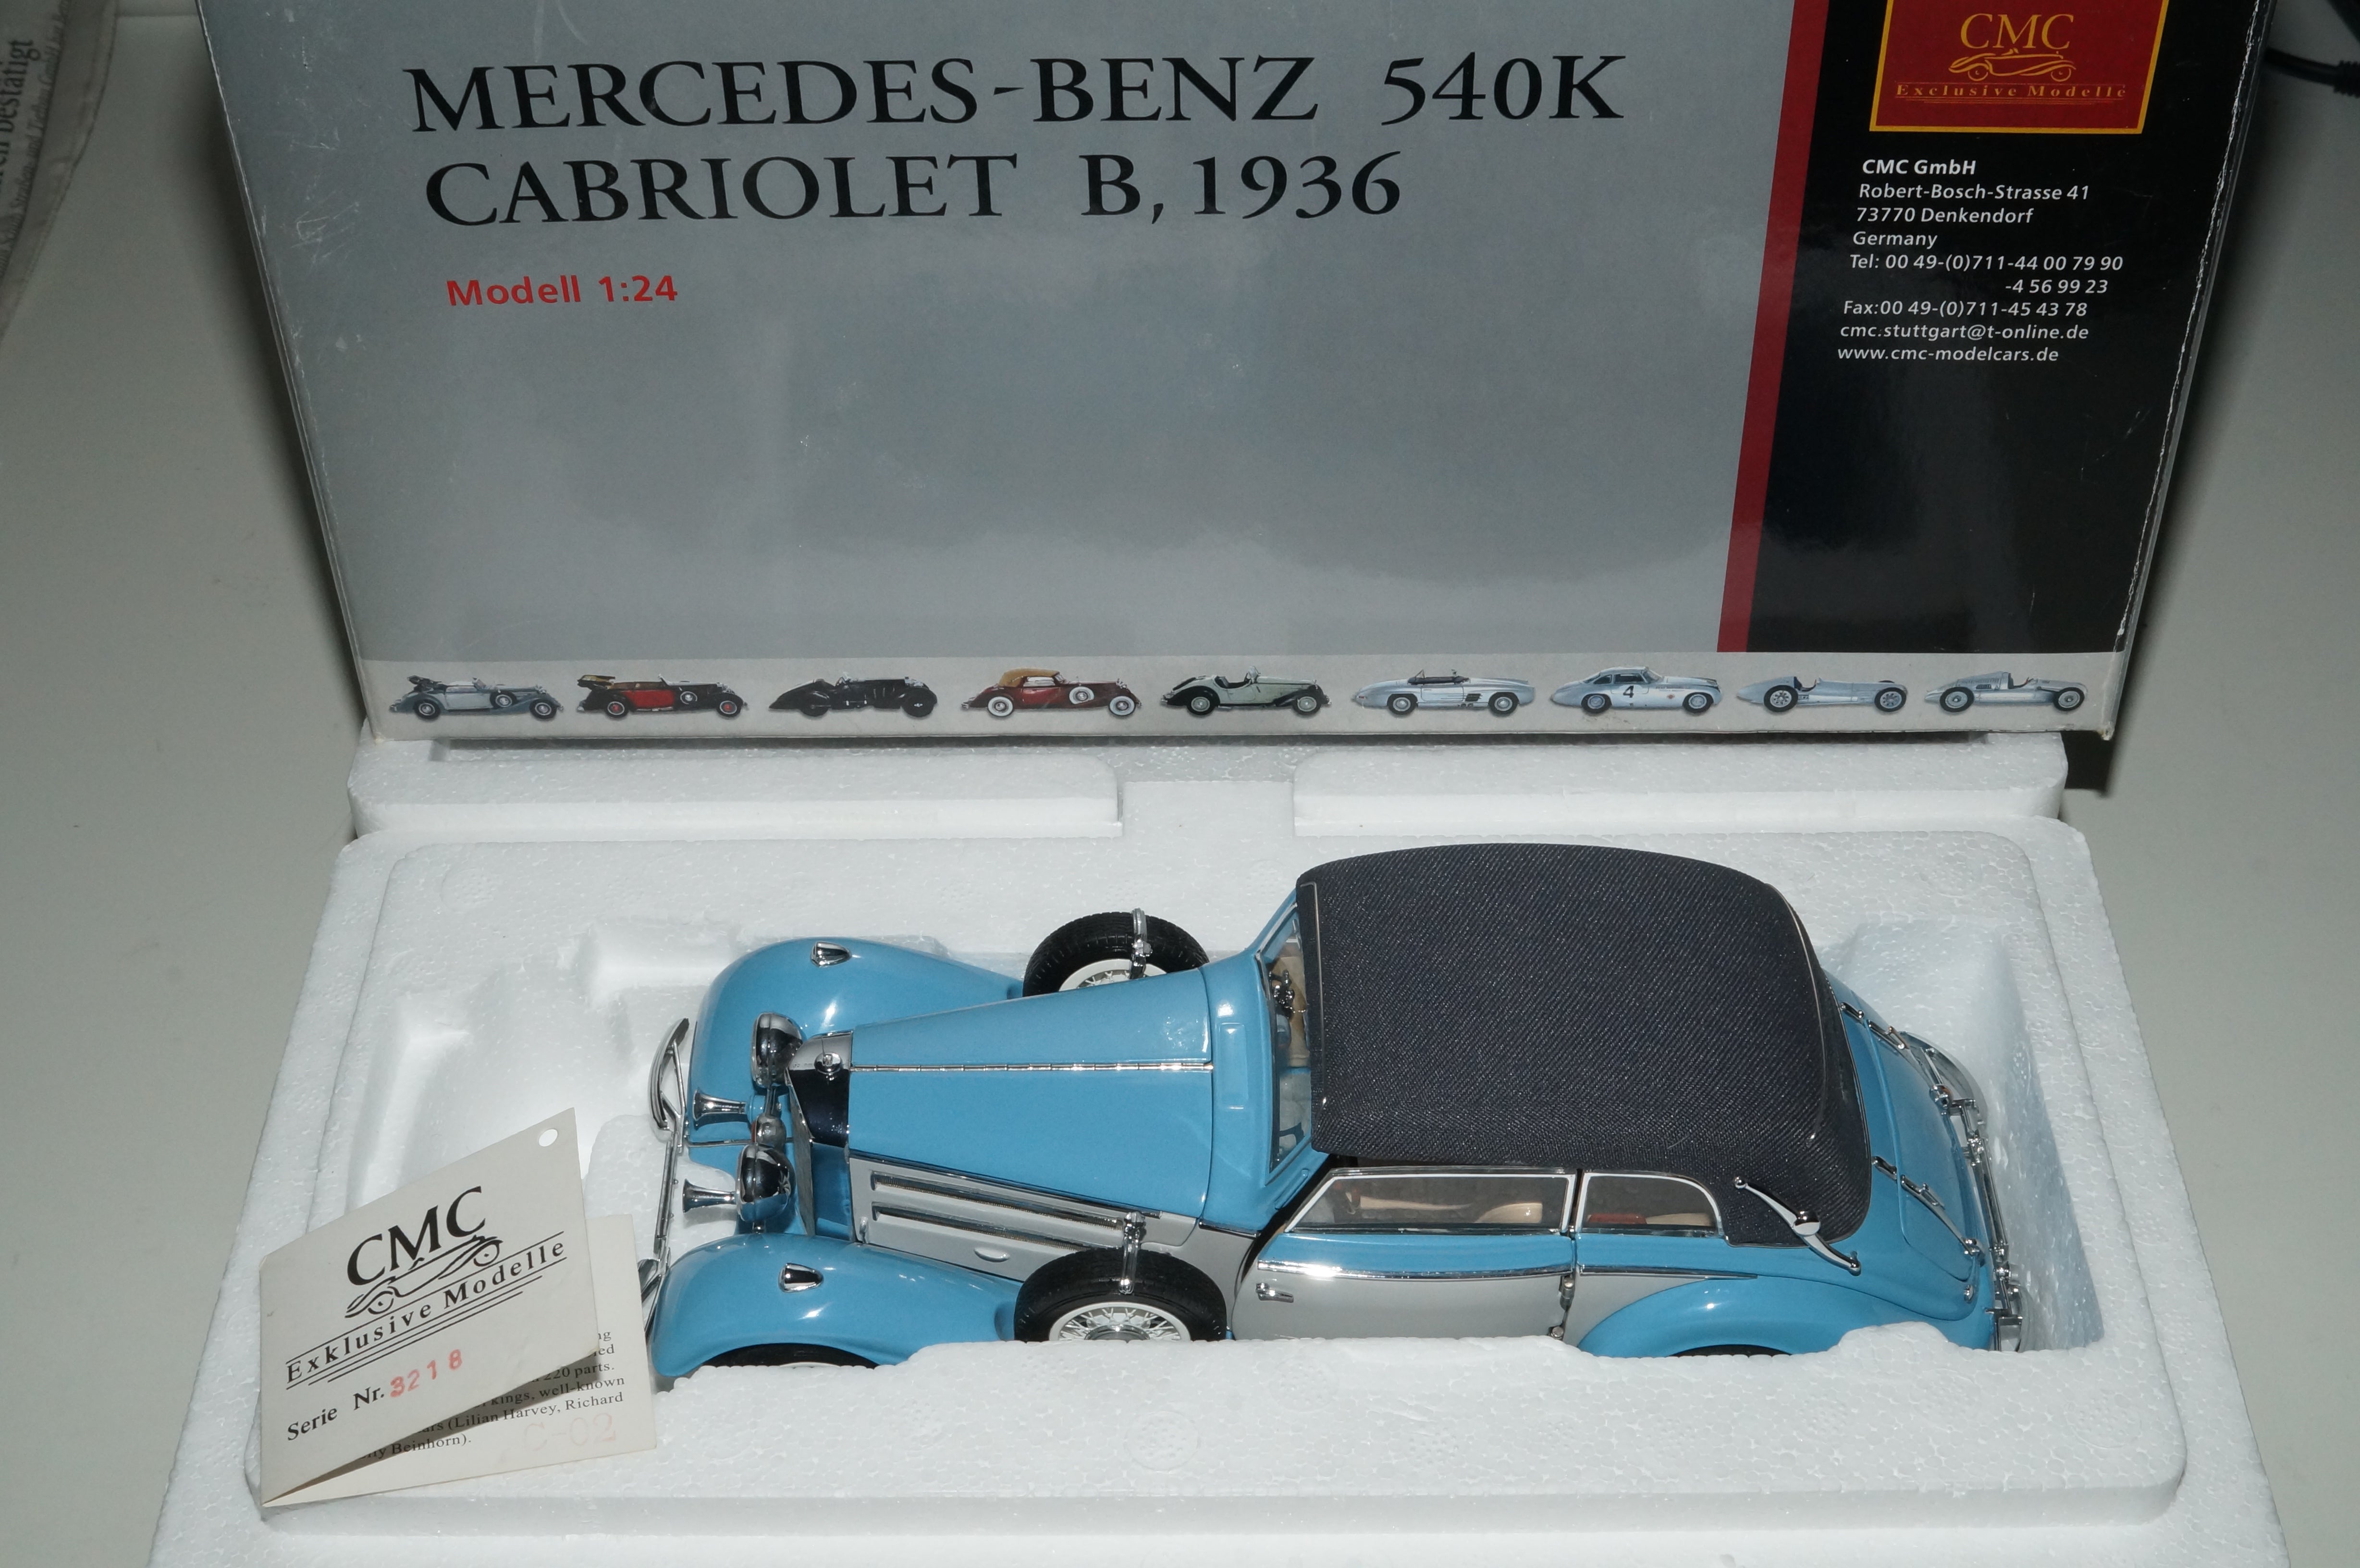 bestätigt
MERCEDES-BENZ 540K
CABRIOLET B, 1936
Modell 1:24
CMC
Exclusive Modelle
CMC GmbH
Robert-Bosch-Strasse 41
73770 Denkendorf
Germany
Tel: 00 49-(0)711-44 00 79 90
-4 56 99 23
Fax:00 49-(0)711-45 43 78
cmc.stuttgart@t-online.de
www.cmc-modelcars.de
4
CMC
Exklusive Modelle
Serie Nr. 3218
220 parts.
kings, well-known
(Lilian Harvey, Richard
Beinhorn).
C-02